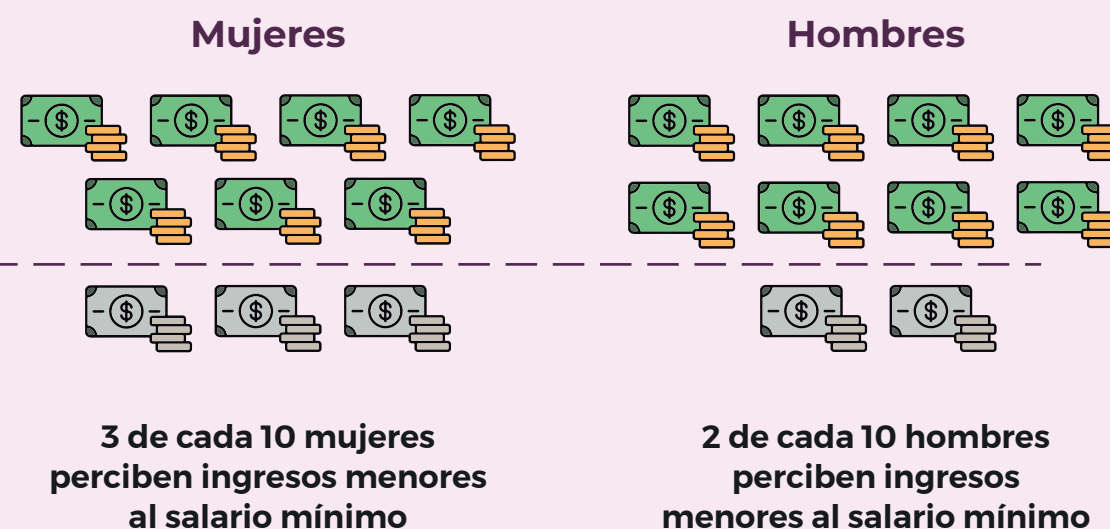 Mujeres
Hombres
3 de cada 10 mujeres
perciben ingresos menores
al salario mínimo
2 de cada 10 hombres
perciben ingresos
menores al salario mínimo